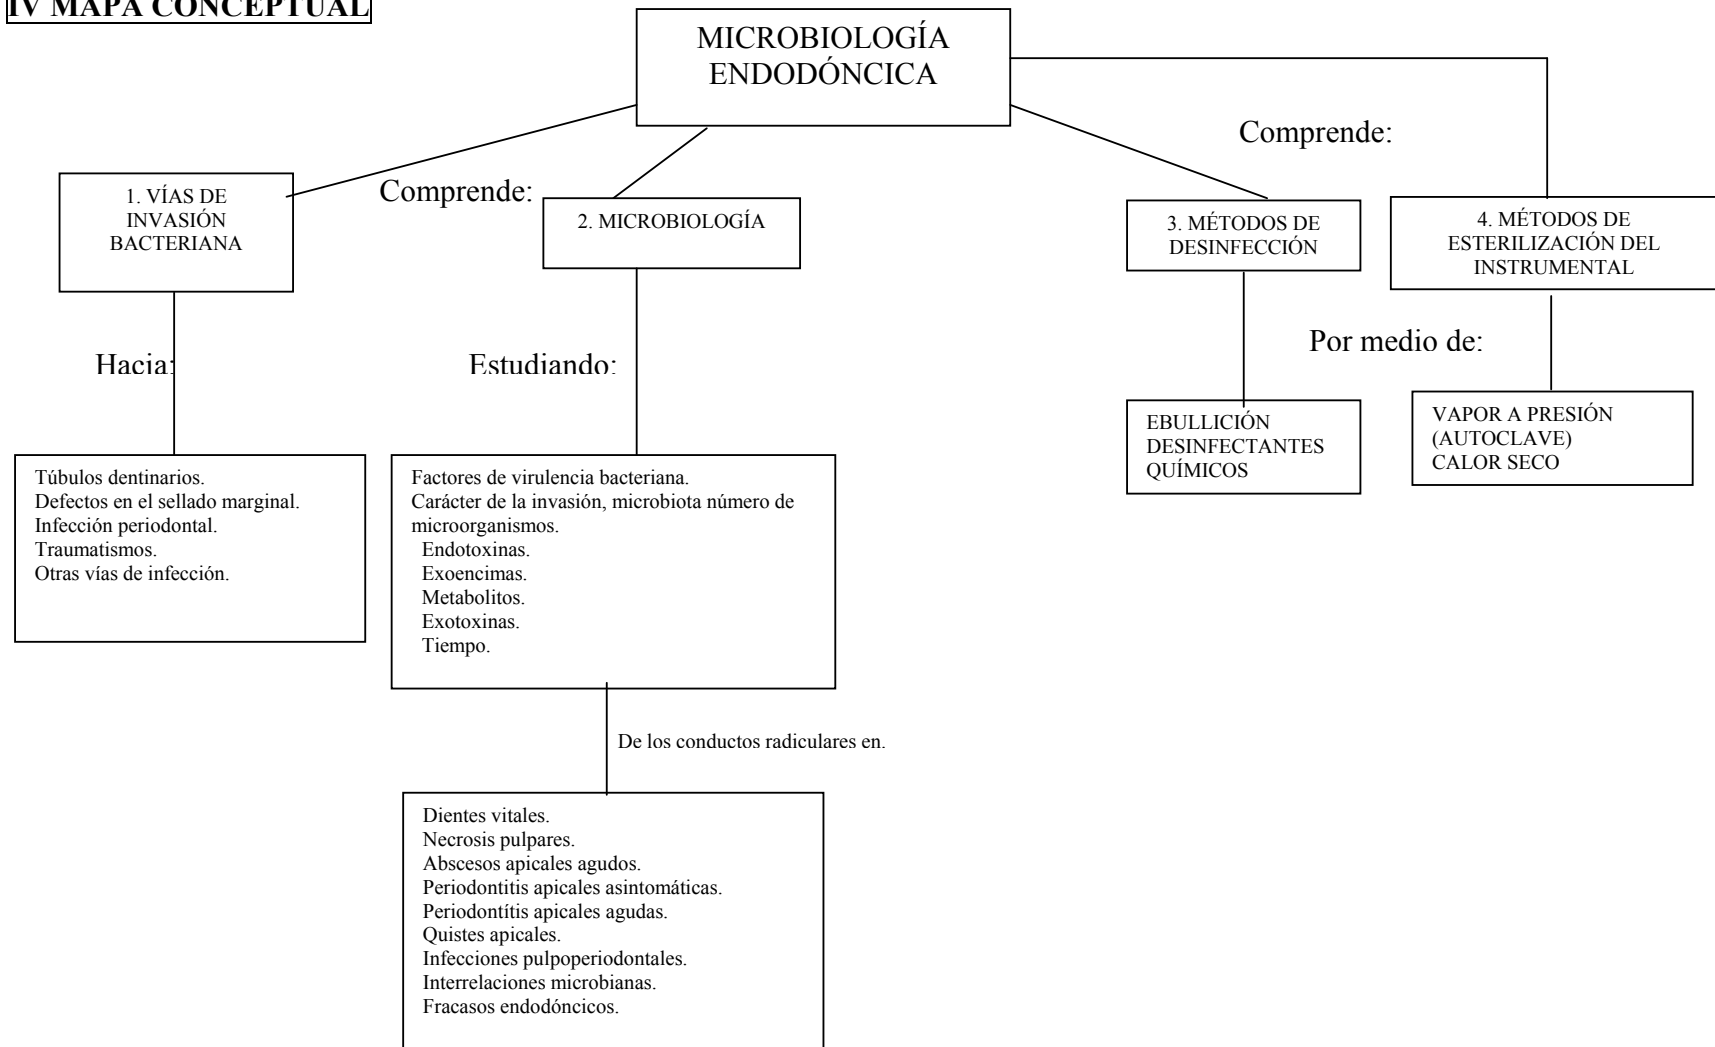 IV MAPA CONCEPTUAL
MICROBIOLOGÍA
ENDODÓNCICA
Comprende:
Comprende:
1. VÍAS DE
INVASIÓN
BACTERIANA
2. MICROBIOLOGÍA
3. MÉTODOS DE
DESINFECCIÓN
4. MÉTODOS DE
ESTERILIZACIÓN DEL
INSTRUMENTAL
Hacia:
Estudiando:
Por medio de:
Túbulos dentinarios.
Defectos en el sellado marginal.
Infección periodontal.
Traumatismos.
Otras vías de infección.
Factores de virulencia bacteriana.
Carácter de la invasión, microbiota número de
microorganismos.
Endotoxinas.
Exoencimas.
Metabolitos.
Exotoxinas.
Tiempo.
EBULLICIÓN
DESINFECTANTES
QUÍMICOS
VAPOR A PRESIÓN
(AUTOCLAVE)
CALOR SECO
De los conductos radiculares en.
Dientes vitales.
Necrosis pulpares.
Abscesos apicales agudos.
Periodontitis apicales asintomáticas.
Periodontítis apicales agudas.
Quistes apicales.
Infecciones pulpoperiodontales.
Interrelaciones microbianas.
Fracasos endodóncicos.